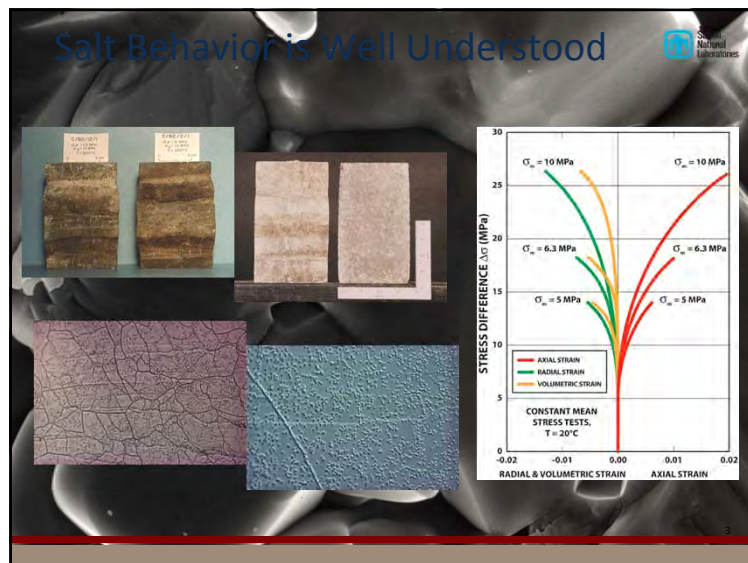 Salt Behavior is Well Understood
National
Laboratories
30
σm = 10 MPa
σm = 10 MPa
25
20
σm = 6.3 MPa
σm = 6.3 MPa
15
σm = 5 MPa
σm = 5 MPa
10
AXIAL STRAIN
RADIAL STRAIN
VOLUMETRIC STRAIN
5
CONSTANT MEAN
STRESS TESTS,
T = 20°C
0
STRESS DIFFERENCE Δσ (MPa)
-0.02 -0.01 0.00 0.01 0.02
RADIAL & VOLUMETRIC STRAIN AXIAL STRAIN
3